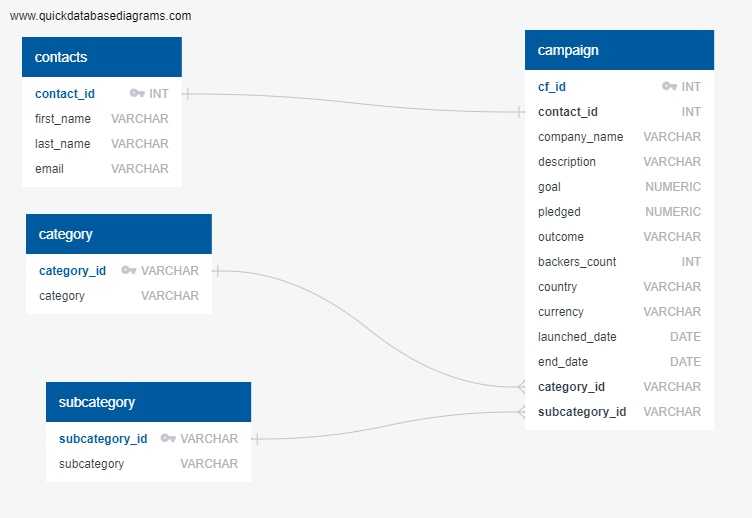 www.quickdatabasediagrams.com
contacts
contact_id INT
first_name VARCHAR
last_name VARCHAR
email VARCHAR
category
category_id VARCHAR
category VARCHAR
subcategory
subcategory_id VARCHAR
subcategory VARCHAR
campaign
cf_id INT
contact_id INT
company_name VARCHAR
description VARCHAR
goal NUMERIC
pledged NUMERIC
outcome VARCHAR
backers_count INT
country VARCHAR
currency VARCHAR
launched_date DATE
end_date DATE
category_id VARCHAR
subcategory_id VARCHAR